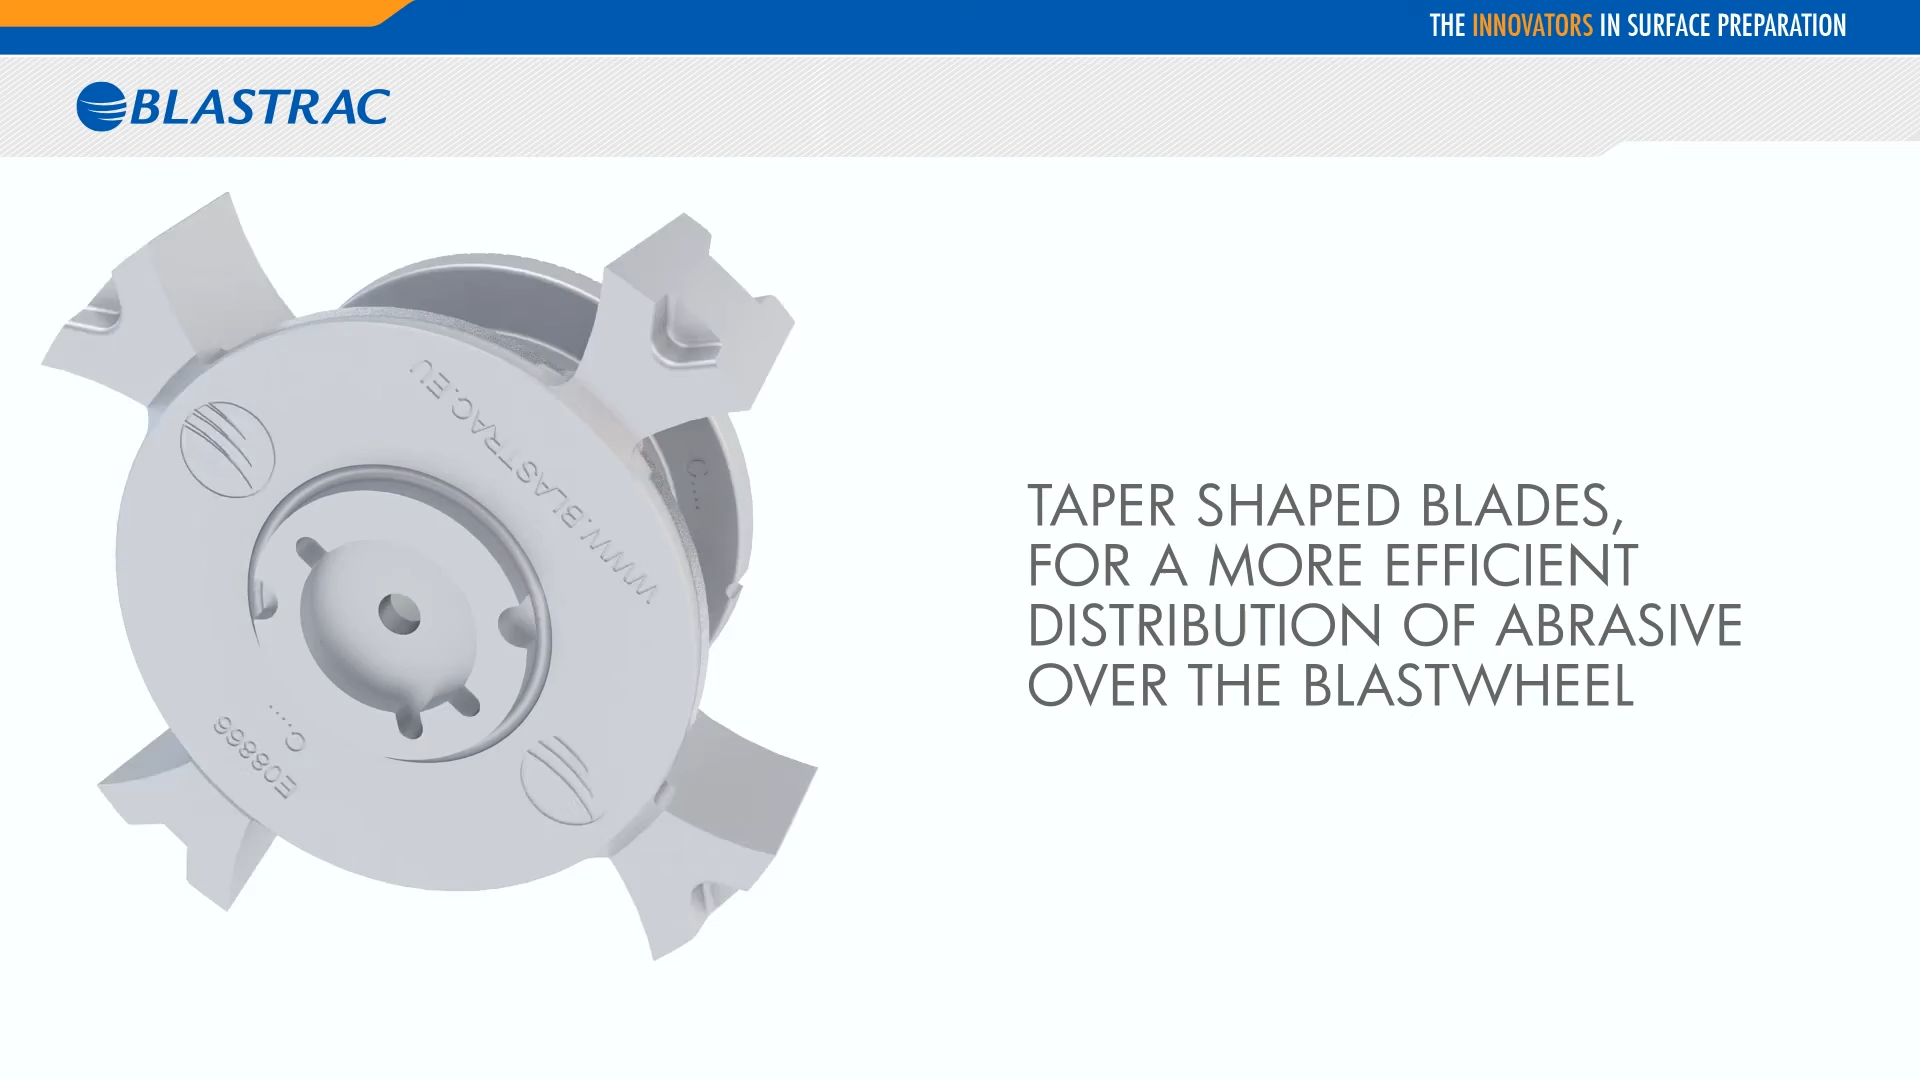 THE INNOVATORS IN SURFACE PREPARATION
BLASTRAC
WWW.BLASTRAC.EU
C.....
TAPER SHAPED BLADES,
FOR A MORE EFFICIENT
DISTRIBUTION OF ABRASIVE
OVER THE BLASTWHEEL
C.....
E08866